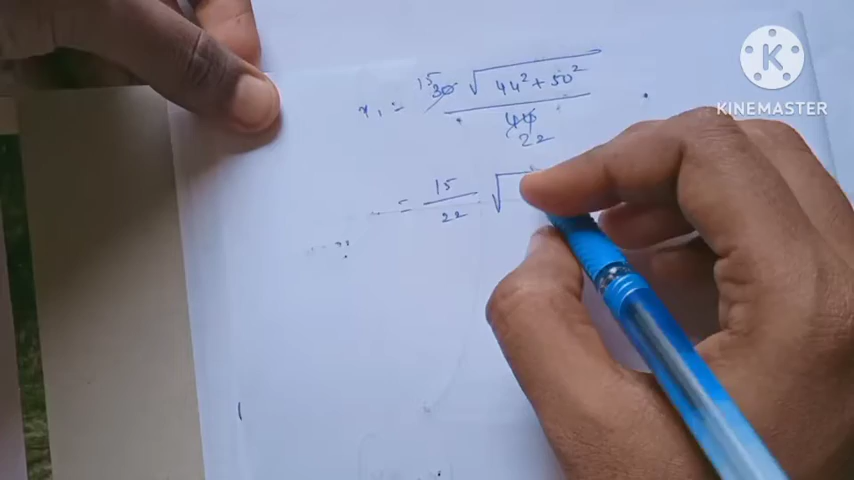 K
KINEMASTER
x₁ = 15 30 √(44² + 50²) / 44 22
= 15/22 √